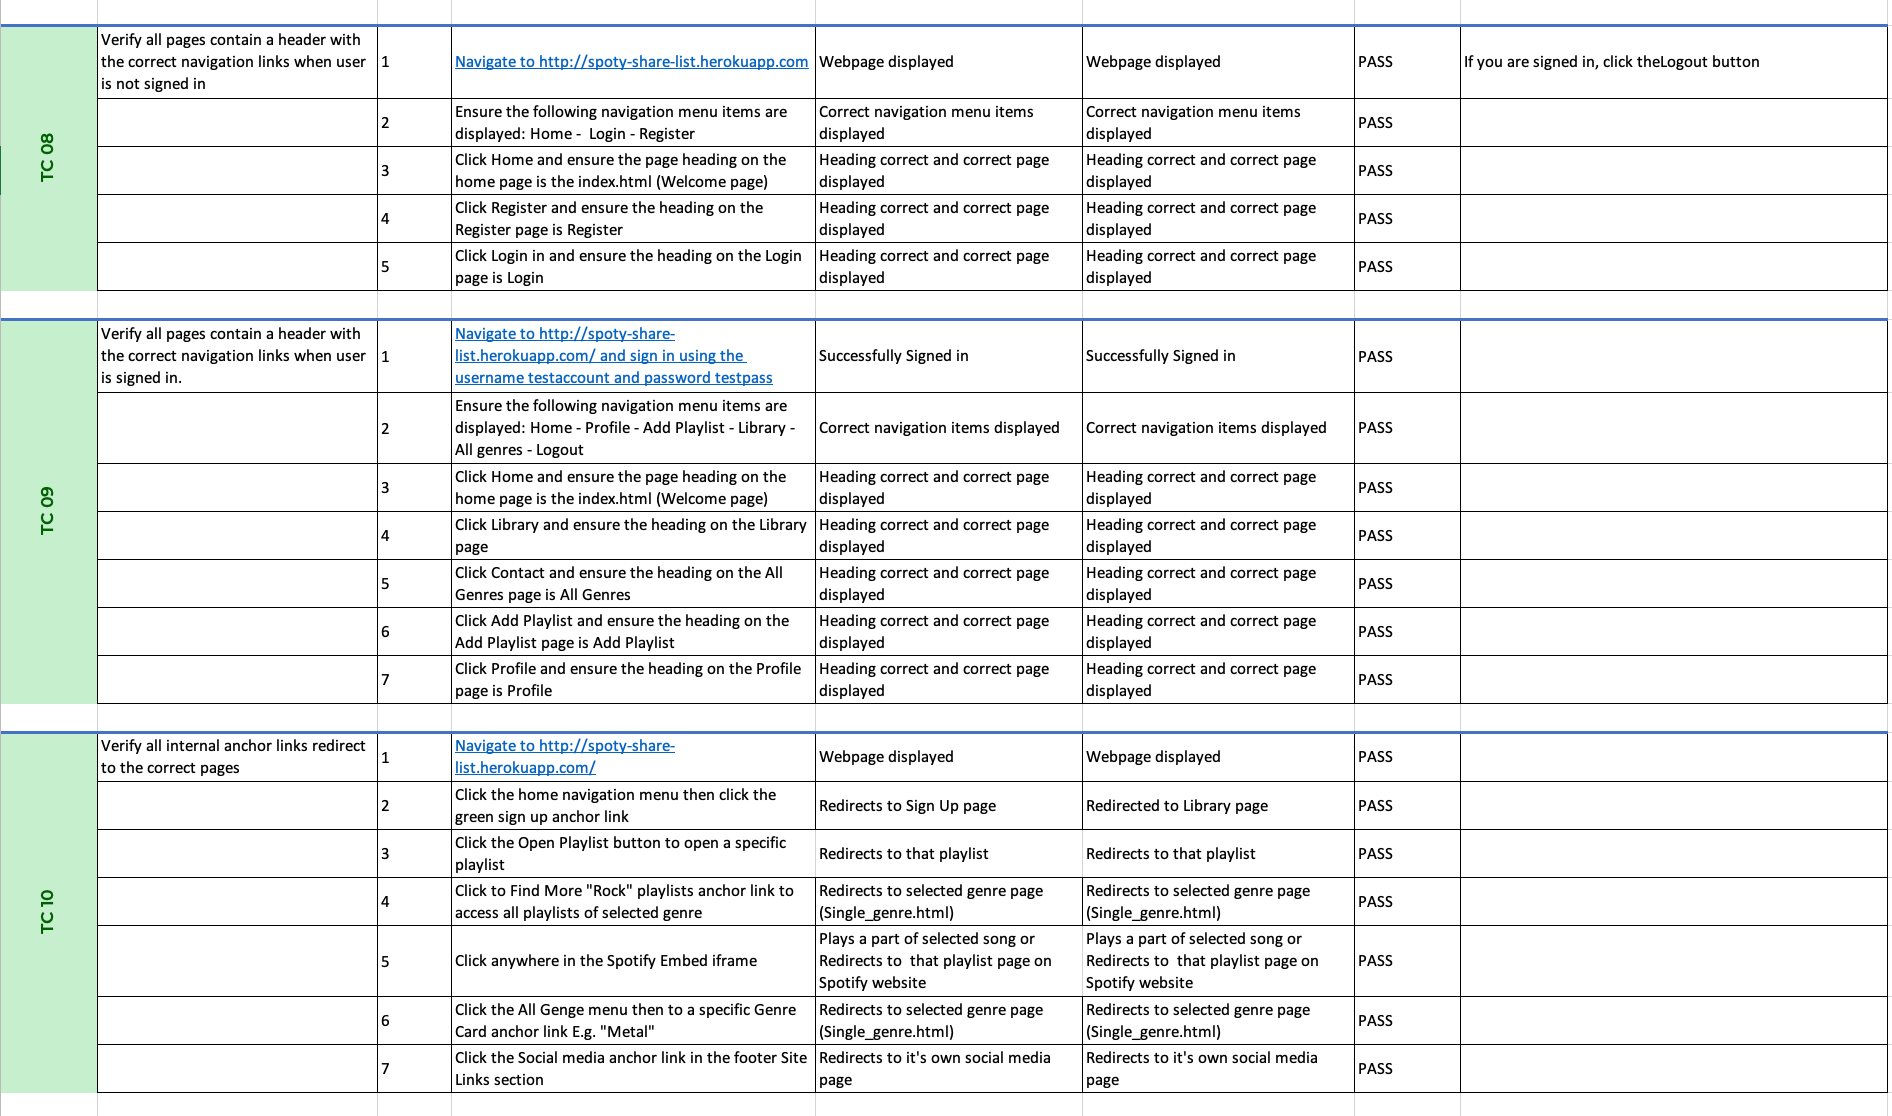 TC 08
Verify all pages contain a header with
the correct navigation links when user
is not signed in
1
Navigate to http://spoty-share-list.herokuapp.com
Webpage displayed
Webpage displayed
PASS
If you are signed in, click theLogout button
2
Ensure the following navigation menu items are
displayed: Home -  Login - Register
Correct navigation menu items
displayed
Correct navigation menu items
displayed
PASS
3
Click Home and ensure the page heading on the
home page is the index.html (Welcome page)
Heading correct and correct page
displayed
Heading correct and correct page
displayed
PASS
4
Click Register and ensure the heading on the
Register page is Register
Heading correct and correct page
displayed
Heading correct and correct page
displayed
PASS
5
Click Login in and ensure the heading on the Login
page is Login
Heading correct and correct page
displayed
Heading correct and correct page
displayed
PASS
TC 09
Verify all pages contain a header with
the correct navigation links when user
is signed in.
1
Navigate to http://spoty-share-
list.herokuapp.com/ and sign in using the
username testaccount and password testpass
Successfully Signed in
Successfully Signed in
PASS
2
Ensure the following navigation menu items are
displayed: Home - Profile - Add Playlist - Library -
All genres - Logout
Correct navigation items displayed
Correct navigation items displayed
PASS
3
Click Home and ensure the page heading on the
home page is the index.html (Welcome page)
Heading correct and correct page
displayed
Heading correct and correct page
displayed
PASS
4
Click Library and ensure the heading on the Library
page
Heading correct and correct page
displayed
Heading correct and correct page
displayed
PASS
5
Click Contact and ensure the heading on the All
Genres page is All Genres
Heading correct and correct page
displayed
Heading correct and correct page
displayed
PASS
6
Click Add Playlist and ensure the heading on the
Add Playlist page is Add Playlist
Heading correct and correct page
displayed
Heading correct and correct page
displayed
PASS
7
Click Profile and ensure the heading on the Profile
page is Profile
Heading correct and correct page
displayed
Heading correct and correct page
displayed
PASS
TC 10
Verify all internal anchor links redirect
to the correct pages
1
Navigate to http://spoty-share-
list.herokuapp.com/
Webpage displayed
Webpage displayed
PASS
2
Click the home navigation menu then click the
green sign up anchor link
Redirects to Sign Up page
Redirected to Library page
PASS
3
Click the Open Playlist button to open a specific
playlist
Redirects to that playlist
Redirects to that playlist
PASS
4
Click to Find More "Rock" playlists anchor link to
access all playlists of selected genre
Redirects to selected genre page
(Single_genre.html)
Redirects to selected genre page
(Single_genre.html)
PASS
5
Click anywhere in the Spotify Embed iframe
Plays a part of selected song or
Redirects to  that playlist page on
Spotify website
Plays a part of selected song or
Redirects to  that playlist page on
Spotify website
PASS
6
Click the All Genge menu then to a specific Genre
Card anchor link E.g. "Metal"
Redirects to selected genre page
(Single_genre.html)
Redirects to selected genre page
(Single_genre.html)
PASS
7
Click the Social media anchor link in the footer Site
Links section
Redirects to it's own social media
page
Redirects to it's own social media
page
PASS